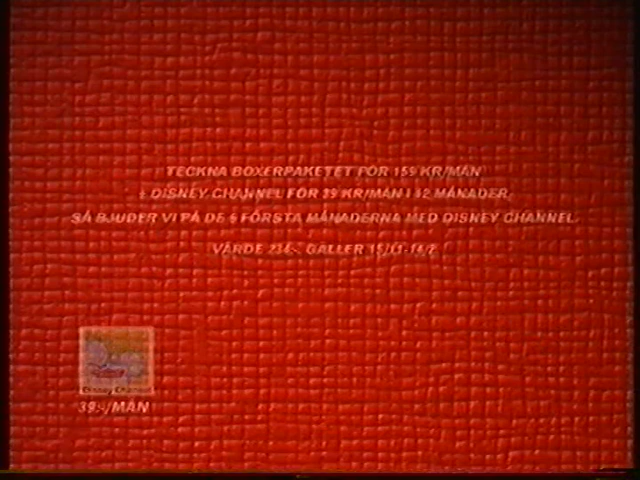 TECKNA BOXERPAKETET FÖR 159 KR/MÅN
+ DISNEY CHANNEL FÖR 39 KR/MÅN I 12 MÅNADER,
SÅ BJUDER VI PÅ DE 6 FÖRSTA MÅNADERNA MED DISNEY CHANNEL.
VÄRDE 234:-. GÄLLER 15/11-14/2.
Disney Channel
39:-/MÅN